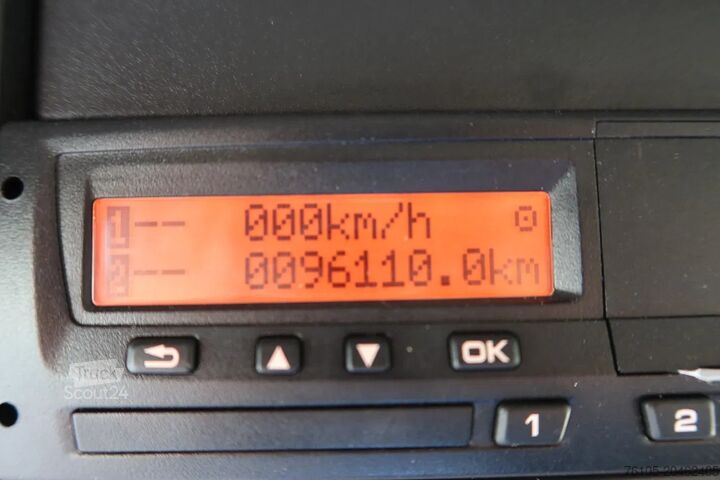 1 -- 000km/h
2 -- 0096110.0km
OK
Truck
Scout24
1
2